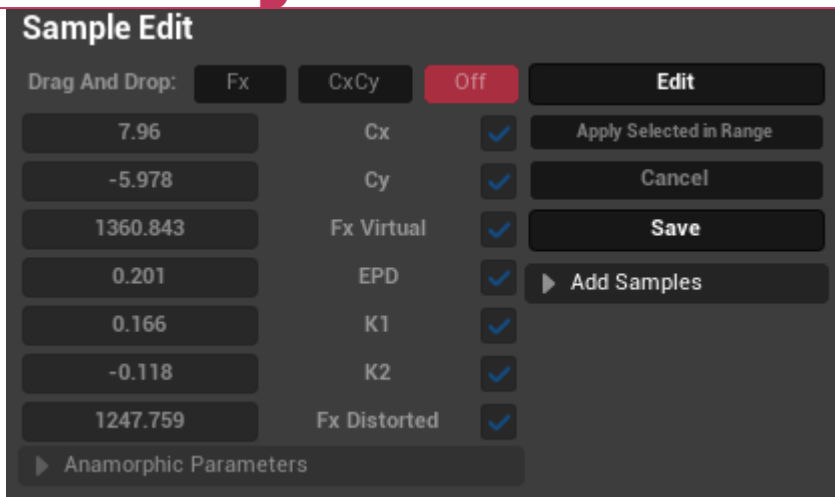 Sample Edit
Drag And Drop: Fx CxCy Off Edit
7.96 Cx Apply Selected in Range
-5.978 Cy Cancel
1360.843 Fx Virtual Save
0.201 EPD Add Samples
0.166 K1
-0.118 K2
1247.759 Fx Distorted
Anamorphic Parameters